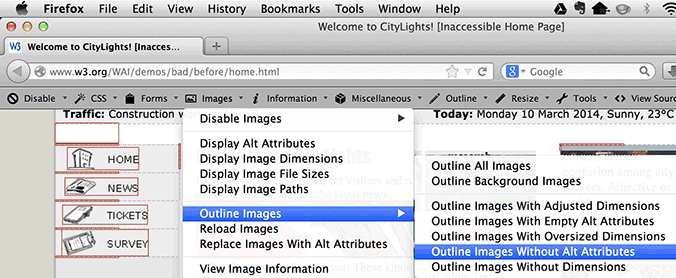 Firefox File Edit View History Bookmarks Tools Window Help
Welcome to CityLights! [Inaccessible Home Page]
W3 Welcome to CityLights! [Inacces... +
www.w3.org/WAI/demos/bad/before/home.html
Google
Disable CSS Forms Images Information Miscellaneous Outline Resize Tools View Sourc
Traffic: Construction wo
Today: Monday 10 March 2014, Sunny, 23°C
HOME
NEWS
TICKETS
SURVEY
Disable Images
Display Alt Attributes
Display Image Dimensions
Display Image File Sizes
Display Image Paths
Outline Images
Reload Images
Replace Images With Alt Attributes
View Image Information
Outline All Images
Outline Background Images
Outline Images With Adjusted Dimensions
Outline Images With Empty Alt Attributes
Outline Images With Oversized Dimensions
Outline Images Without Alt Attributes
Outline Images Without Dimensions